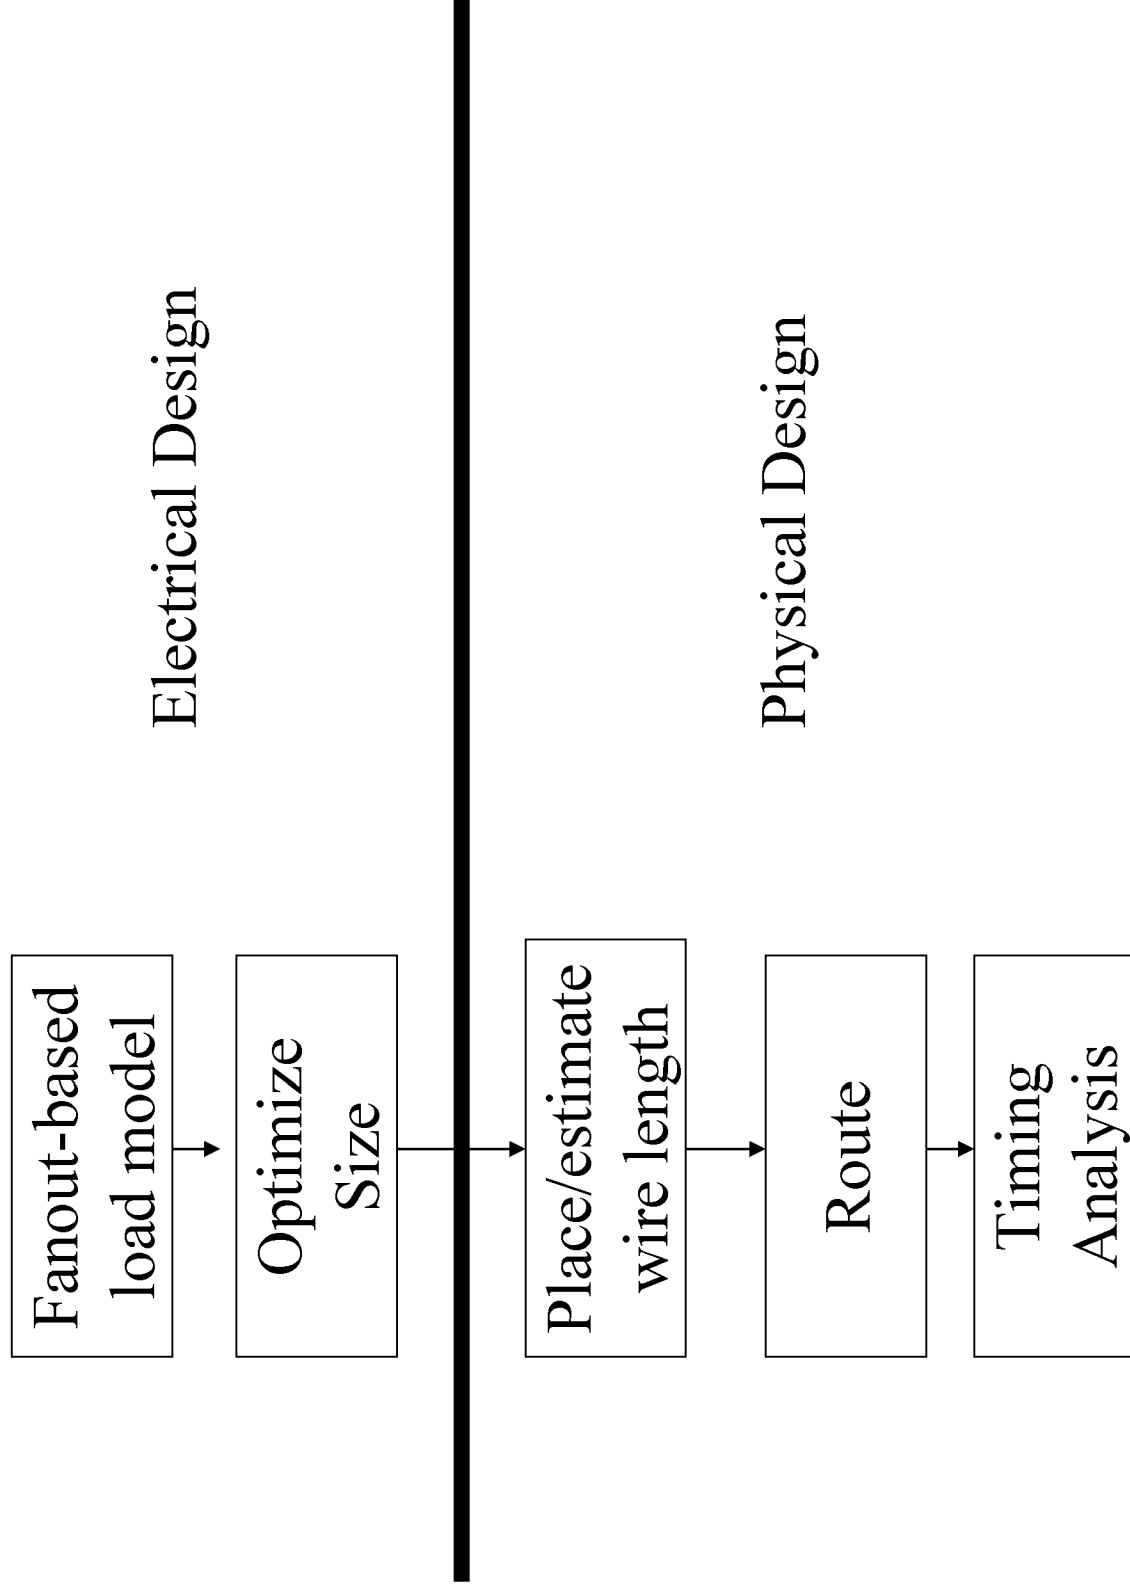 Fanout-based
load model
Optimize
Size
Electrical Design
Place/estimate
wire length
Route
Timing
Analysis
Physical Design